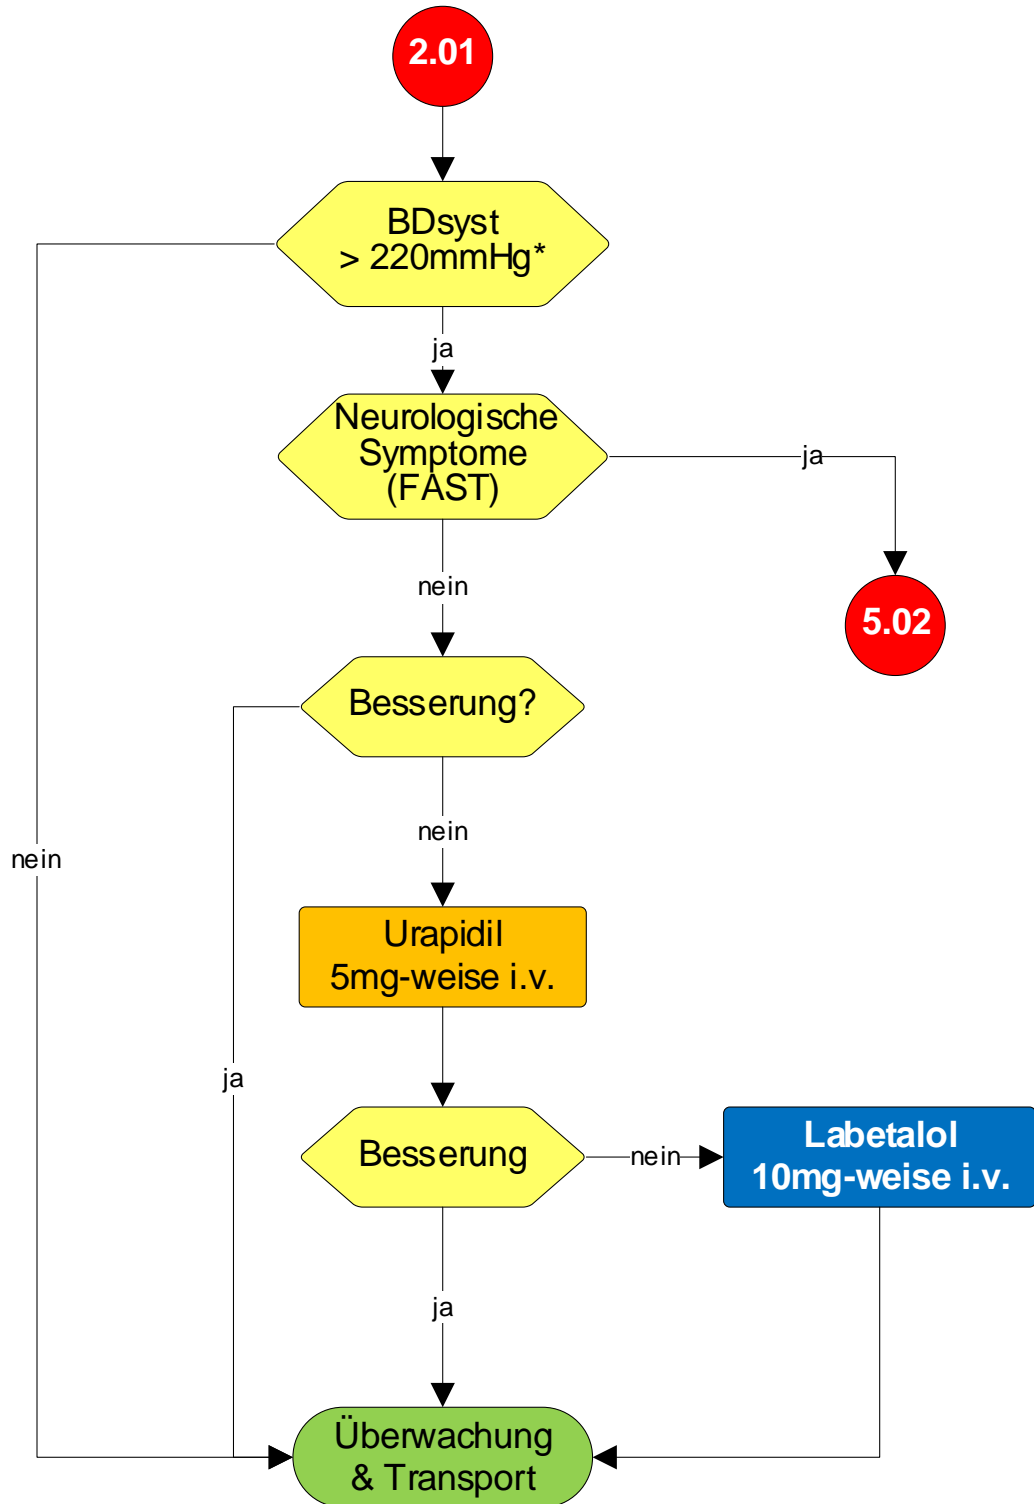 2.01
BDsyst
> 220mmHg*
ja
Neurologische
Symptome
(FAST)
ja
nein
5.02
Besserung?
nein
nein
Urapidil
5mg-weise i.v.
ja
Besserung
nein
Labetalol
10mg-weise i.v.
ja
Überwachung
& Transport